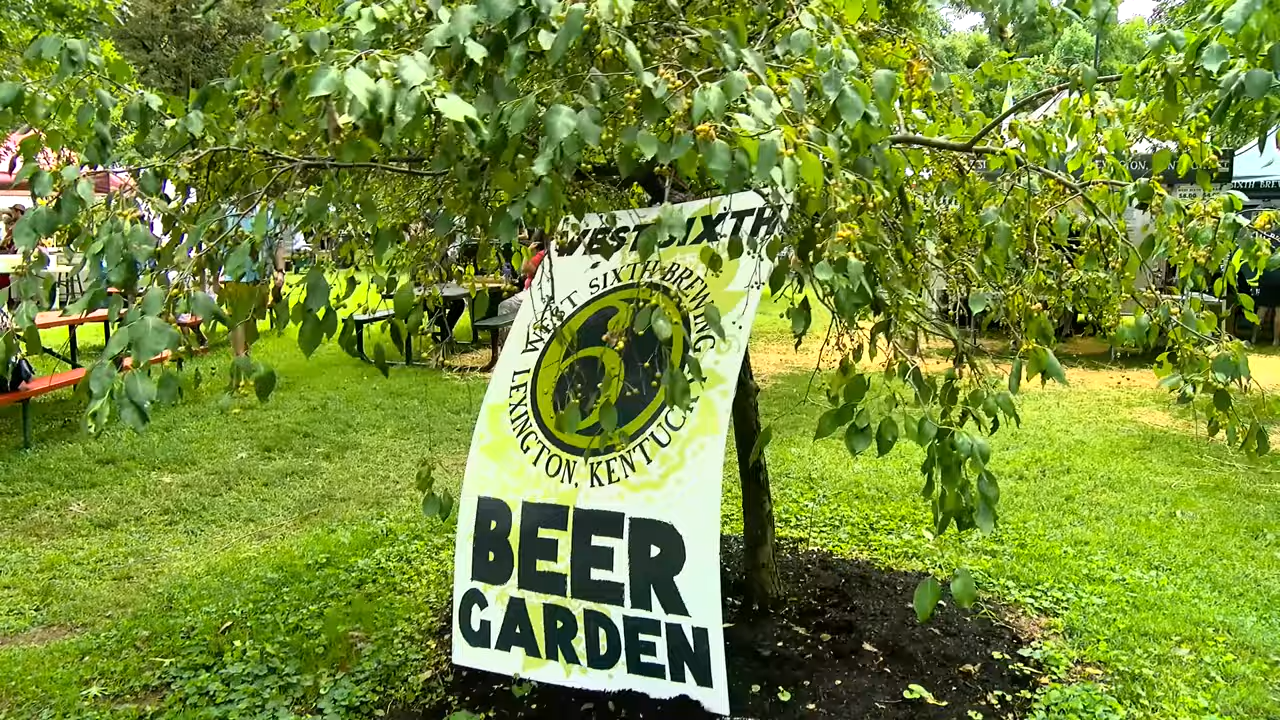 WEST SIXTH
WEST SIXTH BREWING
LEXINGTON, KENTUCKY
BEER
GARDEN